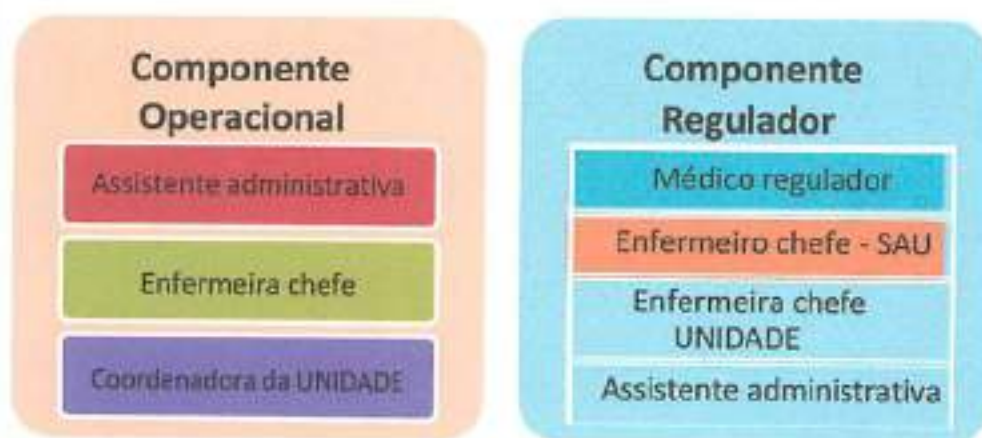 Componente
Operacional
Assistente administrativa
Enfermeira chefe
Coordenadora da UNIDADE
Componente
Regulador
Médico regulador
Enfermeiro chefe - SAU
Enfermeira chefe
UNIDADE
Assistente administrativa